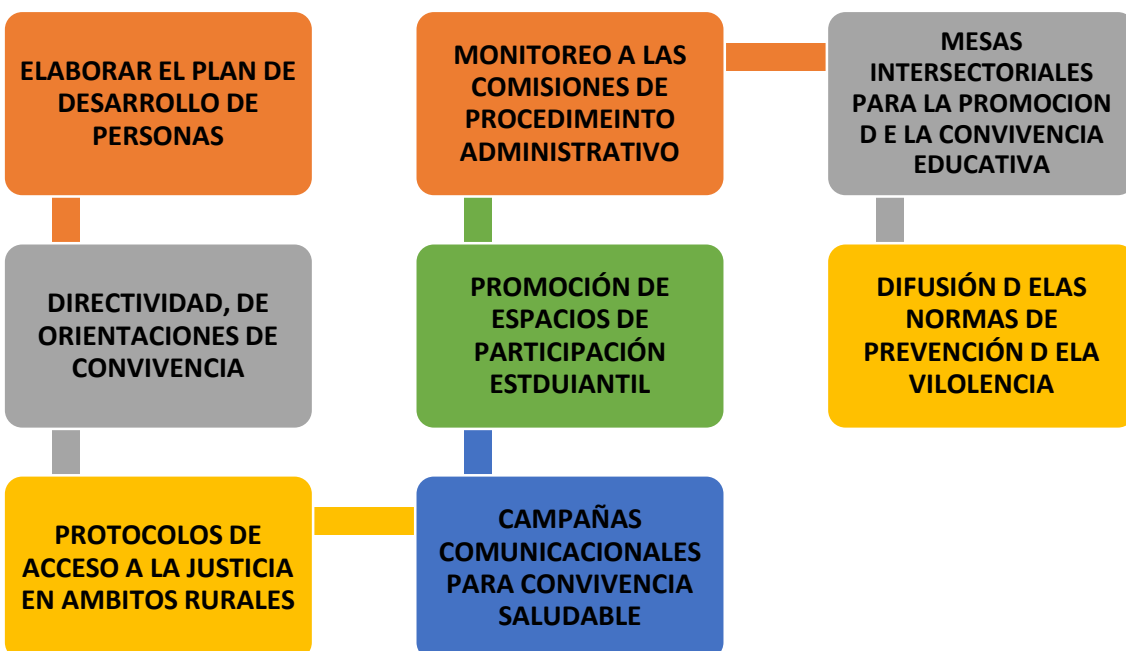 ELABORAR EL PLAN DE
DESARROLLO DE
PERSONAS
DIRECTIVIDAD, DE
ORIENTACIONES DE
CONVIVENCIA
PROTOCOLOS DE
ACCESO A LA JUSTICIA
EN AMBITOS RURALES
CAMPAÑAS
COMUNICACIONALES
PARA CONVIVENCIA
SALUDABLE
PROMOCIÓN DE
ESPACIOS DE
PARTICIPACIÓN
ESTDUIANTIL
MONITOREO A LAS
COMISIONES DE
PROCEDIMEINTO
ADMINISTRATIVO
MESAS
INTERSECTORIALES
PARA LA PROMOCION
D E LA CONVIVENCIA
EDUCATIVA
DIFUSIÓN D ELAS
NORMAS DE
PREVENCIÓN D ELA
VILOLENCIA